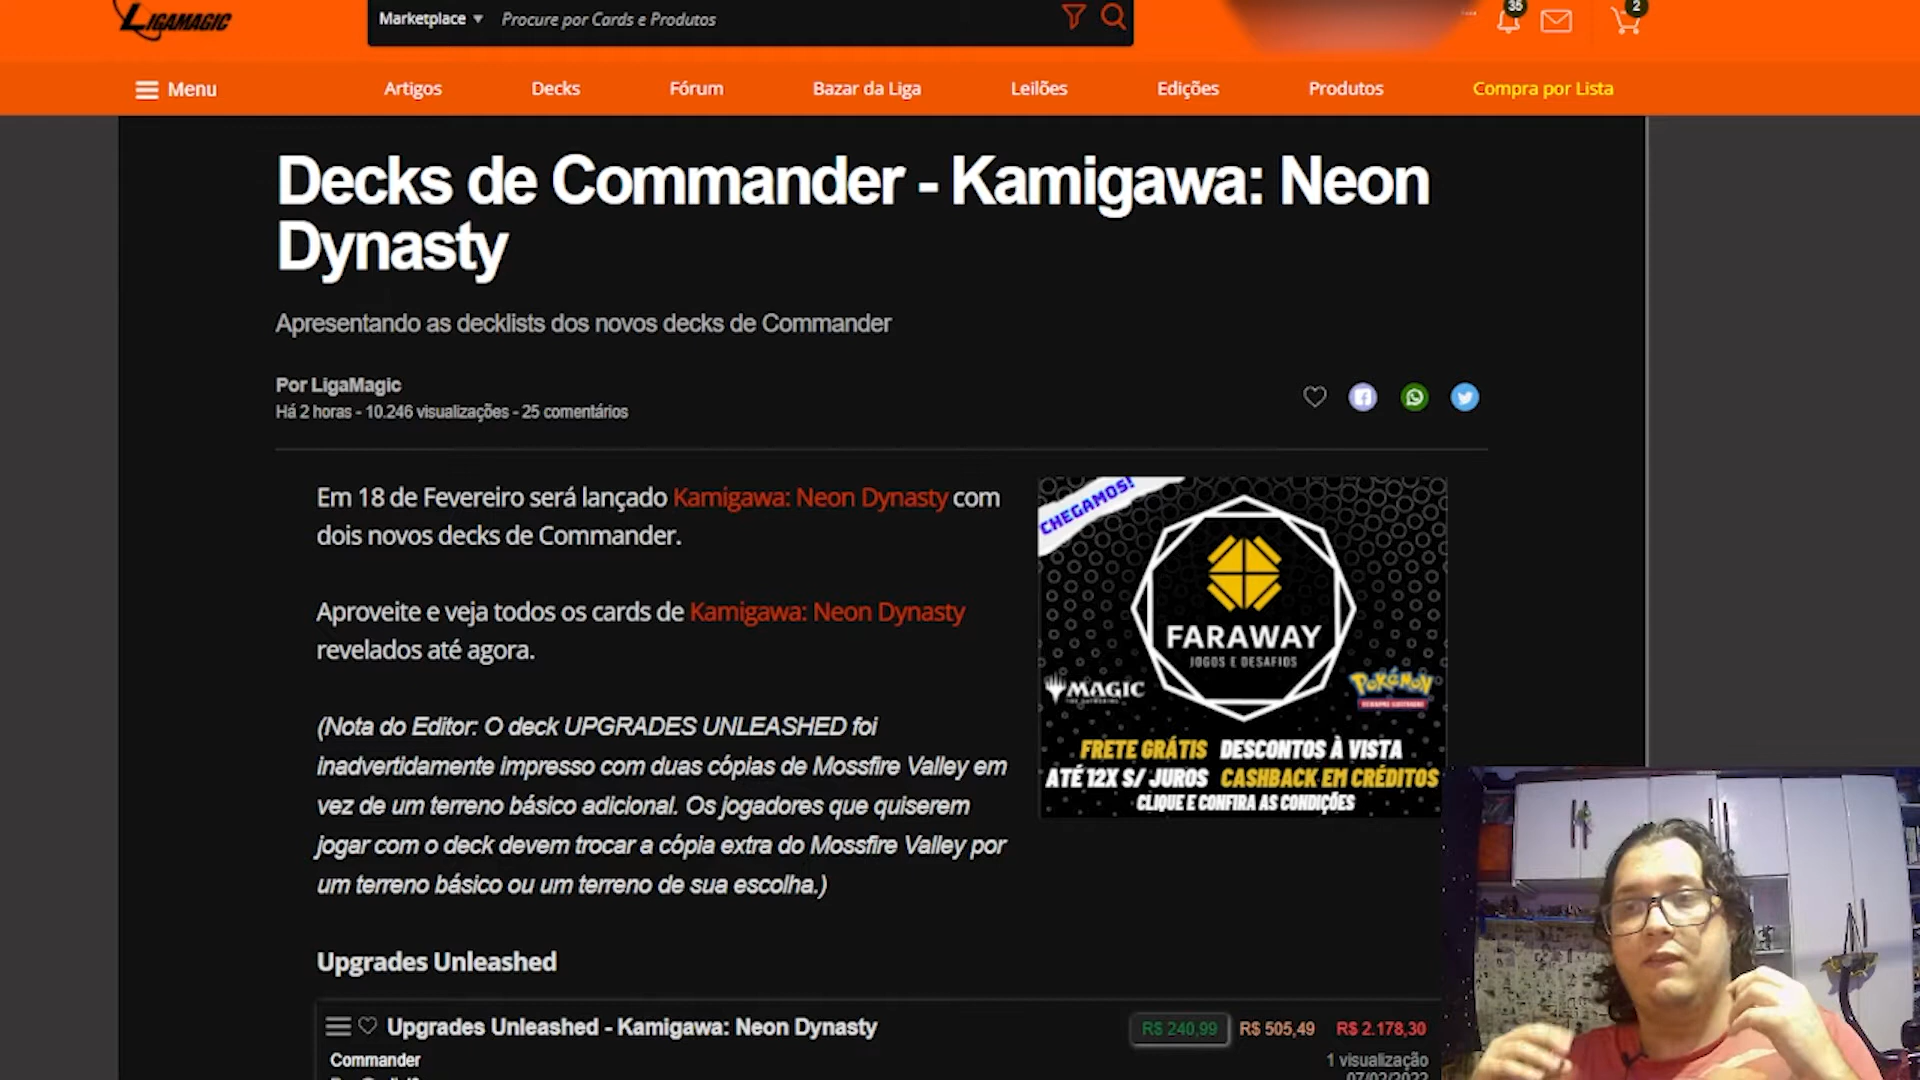 LIGAMAGIC
Marketplace ▼
Procure por Cards e Produtos
35
2
Menu
Artigos
Decks
Fórum
Bazar da Liga
Leilões
Edições
Produtos
Compra por Lista
Decks de Commander - Kamigawa: Neon
Dynasty
Apresentando as decklists dos novos decks de Commander
Por LigaMagic
Há 2 horas - 10.246 visualizações - 25 comentários
Em 18 de Fevereiro será lançado Kamigawa: Neon Dynasty com
dois novos decks de Commander.
Aproveite e veja todos os cards de Kamigawa: Neon Dynasty
revelados até agora.
(Nota do Editor: O deck UPGRADES UNLEASHED foi
inadvertidamente impresso com duas cópias de Mossfire Valley em
vez de um terreno básico adicional. Os jogadores que quiserem
jogar com o deck devem trocar a cópia extra do Mossfire Valley por
um terreno básico ou um terreno de sua escolha.)
CHEGAMOS!
FARAWAY
JOGOS E DESAFIOS
MAGIC
THE GATHERING
POKÉMON
FRETE GRÁTIS DESCONTOS À VISTA
ATÉ 12X S/ JUROS CASHBACK EM CRÉDITOS
CLIQUE E CONFIRA AS CONDIÇÕES
Upgrades Unleashed
Upgrades Unleashed - Kamigawa: Neon Dynasty
R$ 240,99
R$ 505,49
R$ 2.178,30
Commander
1 visualização
07/02/2022